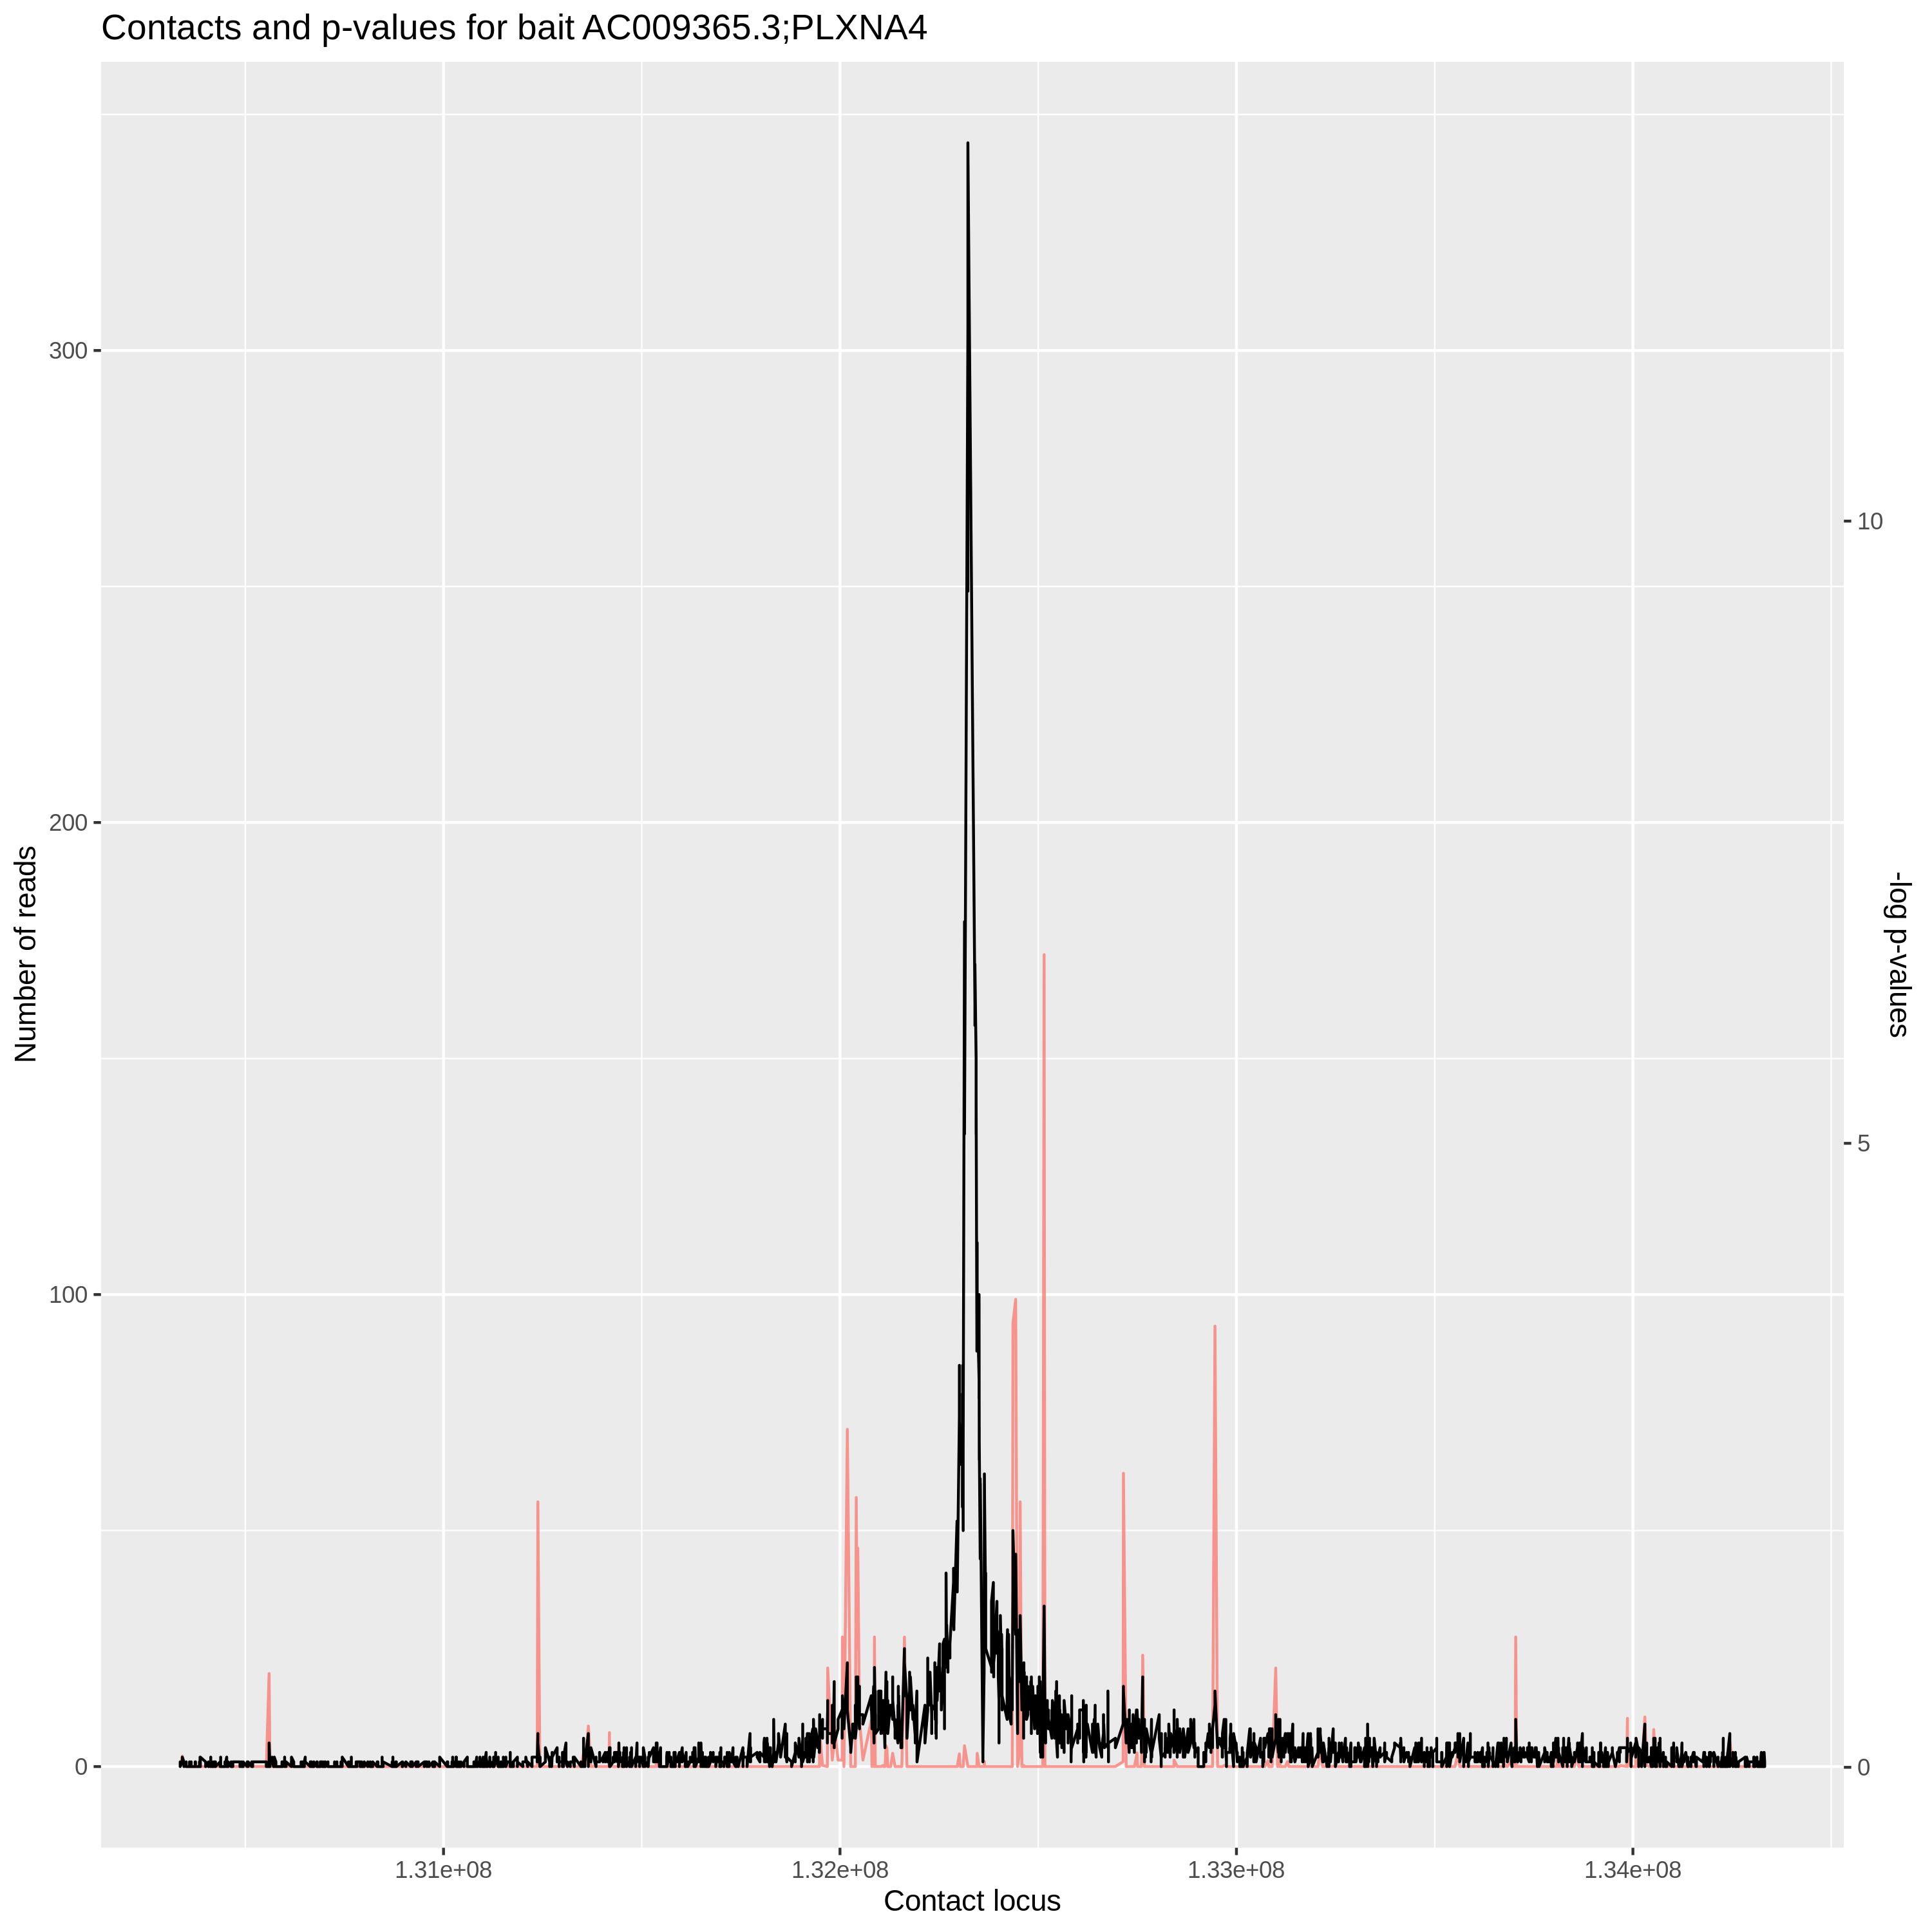 Contacts and p-values for bait AC009365.3;PLXNA4
300
200
100
0
Number of reads
10
5
0
-log p-values
1.31e+08
1.32e+08
1.33e+08
1.34e+08
Contact locus